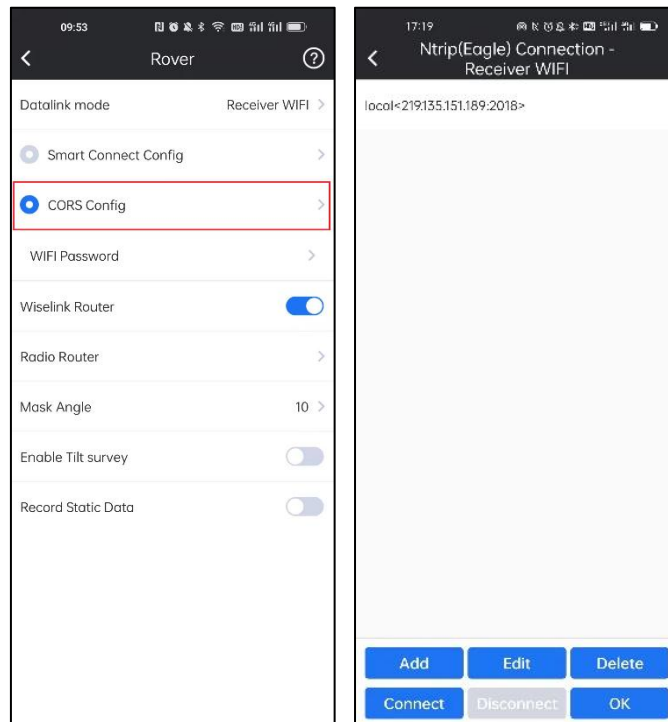 09:53
Rover
Datalink mode Receiver WIFI
Smart Connect Config
CORS Config
WIFI Password
Wiselink Router
Radio Router
Mask Angle 10
Enable Tilt survey
Record Static Data
17:19
Ntrip(Eagle) Connection -
Receiver WIFI
local<219.135.151.189:2018>
Add Edit Delete
Connect Disconnect OK